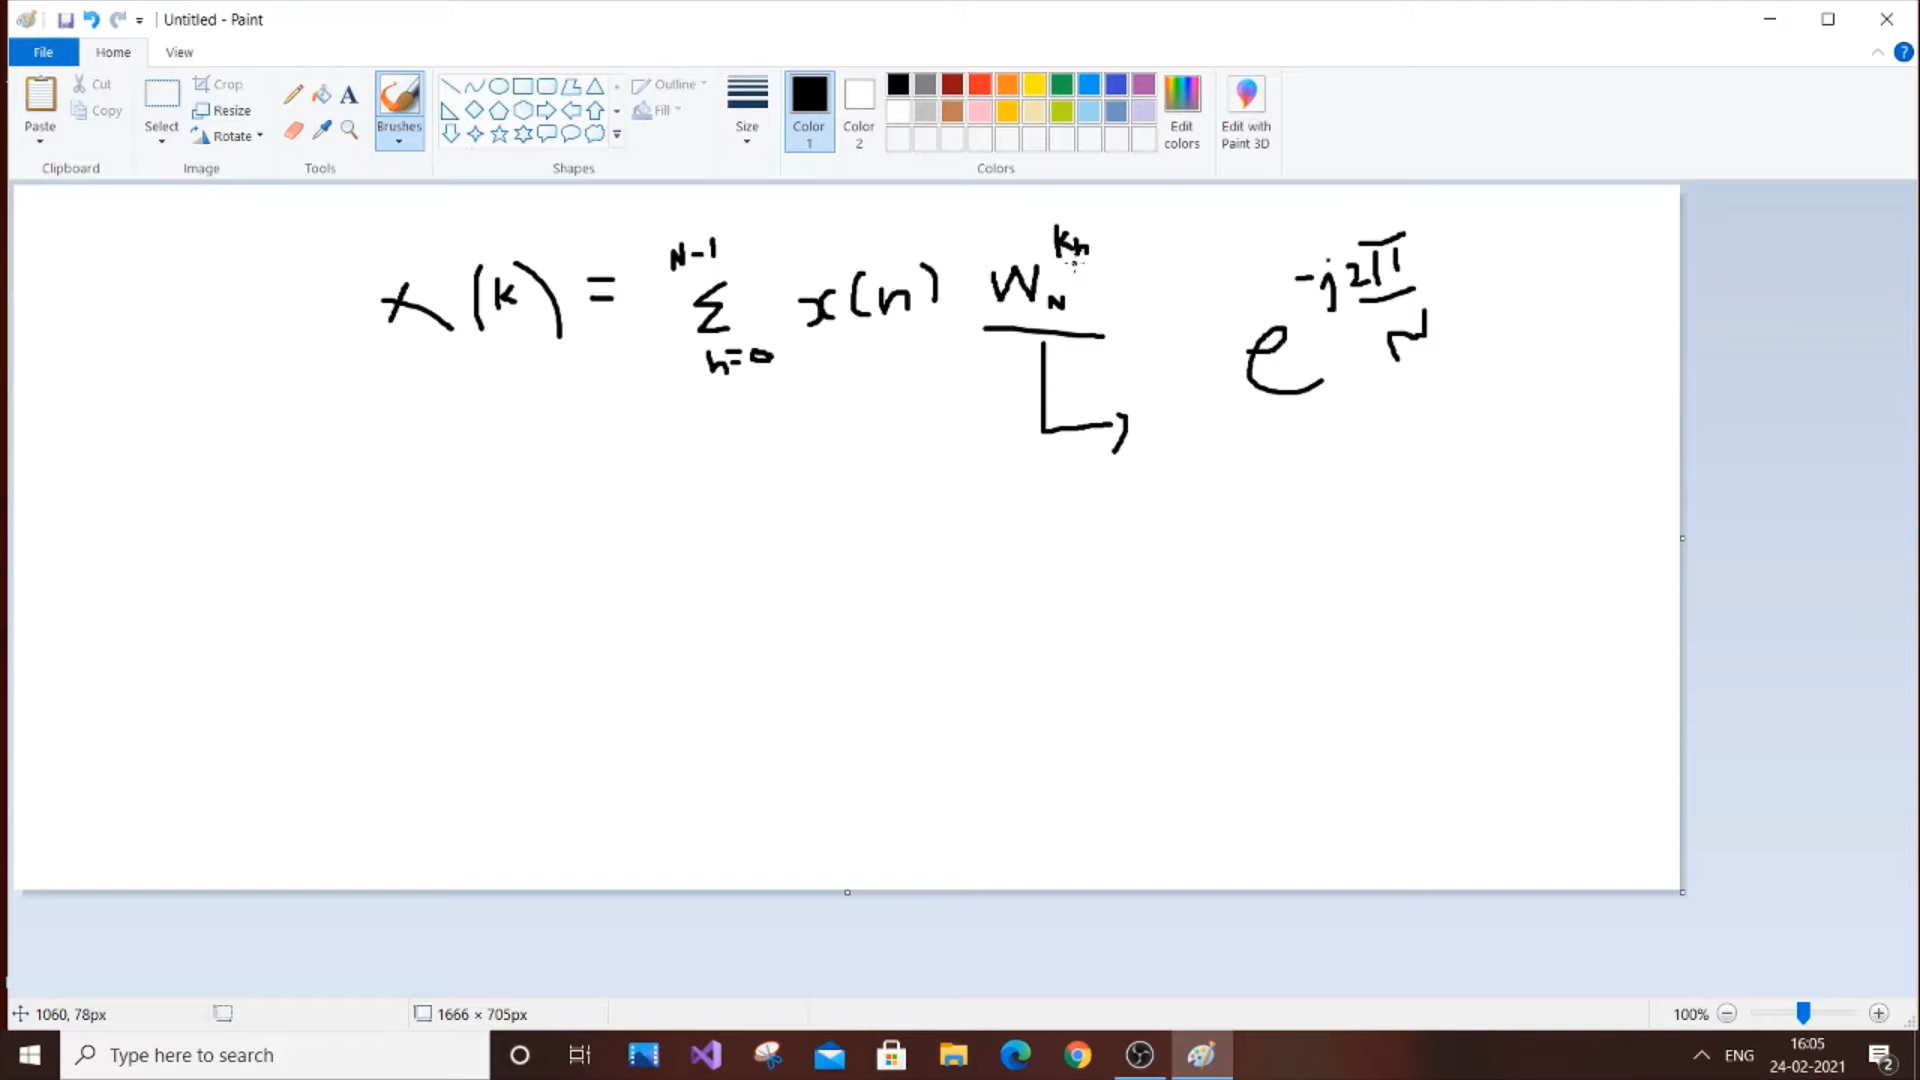 Untitled - Paint
File Home View
Paste
Clipboard
Cut
Copy
Select
Crop
Resize
Rotate
Image
Tools
Brushes
Shapes
Outline
Fill
Size
Color 1
Color 2
Edit colors
Edit with Paint 3D
Colors
X(k) = N-1 Σ n=0 x(n) W_N^kn e^-j2π/N
1060, 78px
1666 × 705px
100%
Type here to search
ENG
16:05
24-02-2021
2